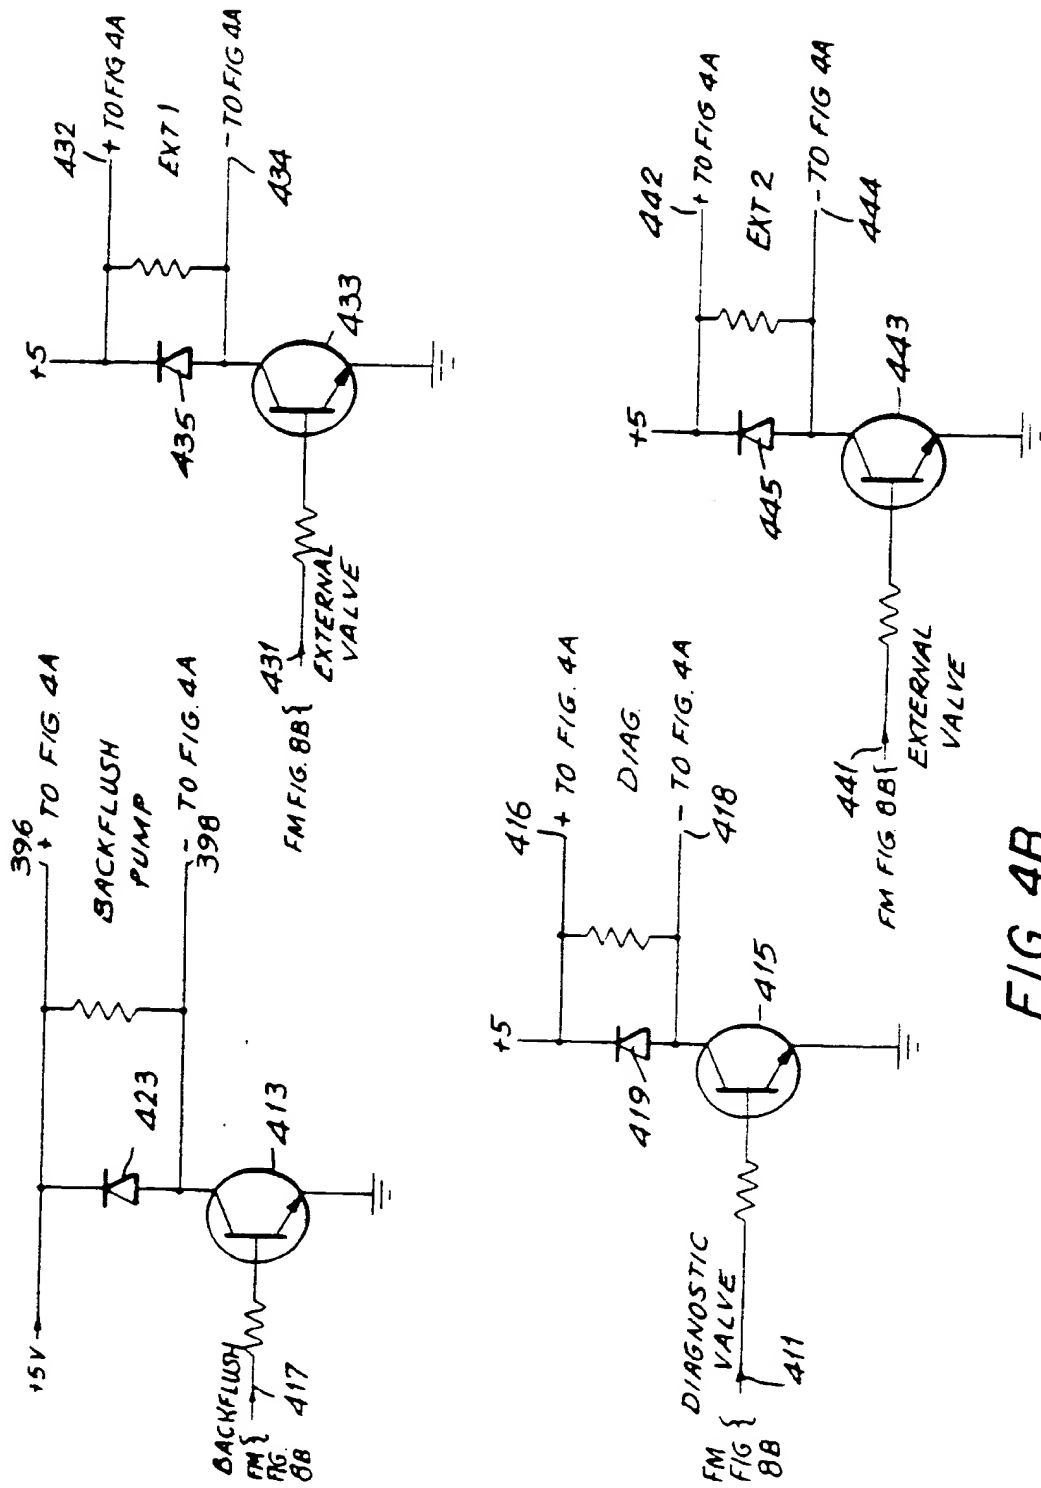 +5V
396
+ TO FIG. 4A
BACKFLUSH
PUMP
- TO FIG. 4A
398
423
413
BACKFLUSH
FM {
FIG.
8B
417
+5
432
+ TO FIG 4A
EXT 1
- TO FIG 4A
434
435
433
FM FIG. 8B {
431
EXTERNAL
VALVE
+5
416
+ TO FIG. 4A
DIAG.
- TO FIG. 4A
418
419
415
DIAGNOSTIC
VALVE
FM
FIG {
8B
411
+5
442
+ TO FIG 4A
EXT 2
- TO FIG 4A
444
445
443
441
FM FIG. 8B {
EXTERNAL
VALVE
FIG. 4B